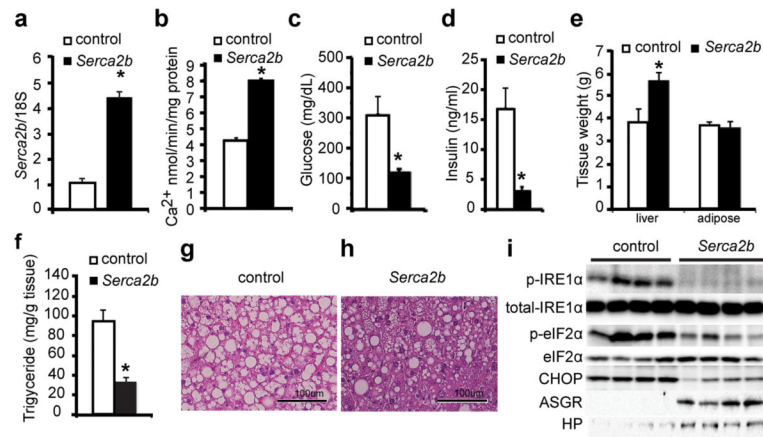 a
control
Serca2b
*
Serca2b/18S
6
5
4
3
2
1
0
b
control
Serca2b
*
Ca2+ nmol/min/mg protein
9
8
7
6
5
4
3
2
1
0
c
control
Serca2b
*
Glucose (mg/dL)
500
400
300
200
100
0
d
control
Serca2b
*
Insulin (ng/ml)
25
20
15
10
5
0
e
control
Serca2b
*
Tissue weight (g)
7
6
5
4
3
2
1
0
liver adipose
f
control
Serca2b
*
Trigyceride (mg/g tissue)
140
120
100
80
60
40
20
0
g
control
100um
h
Serca2b
100um
i
control Serca2b
p-IRE1α
total-IRE1α
p-eIF2α
eIF2α
CHOP
ASGR
HP